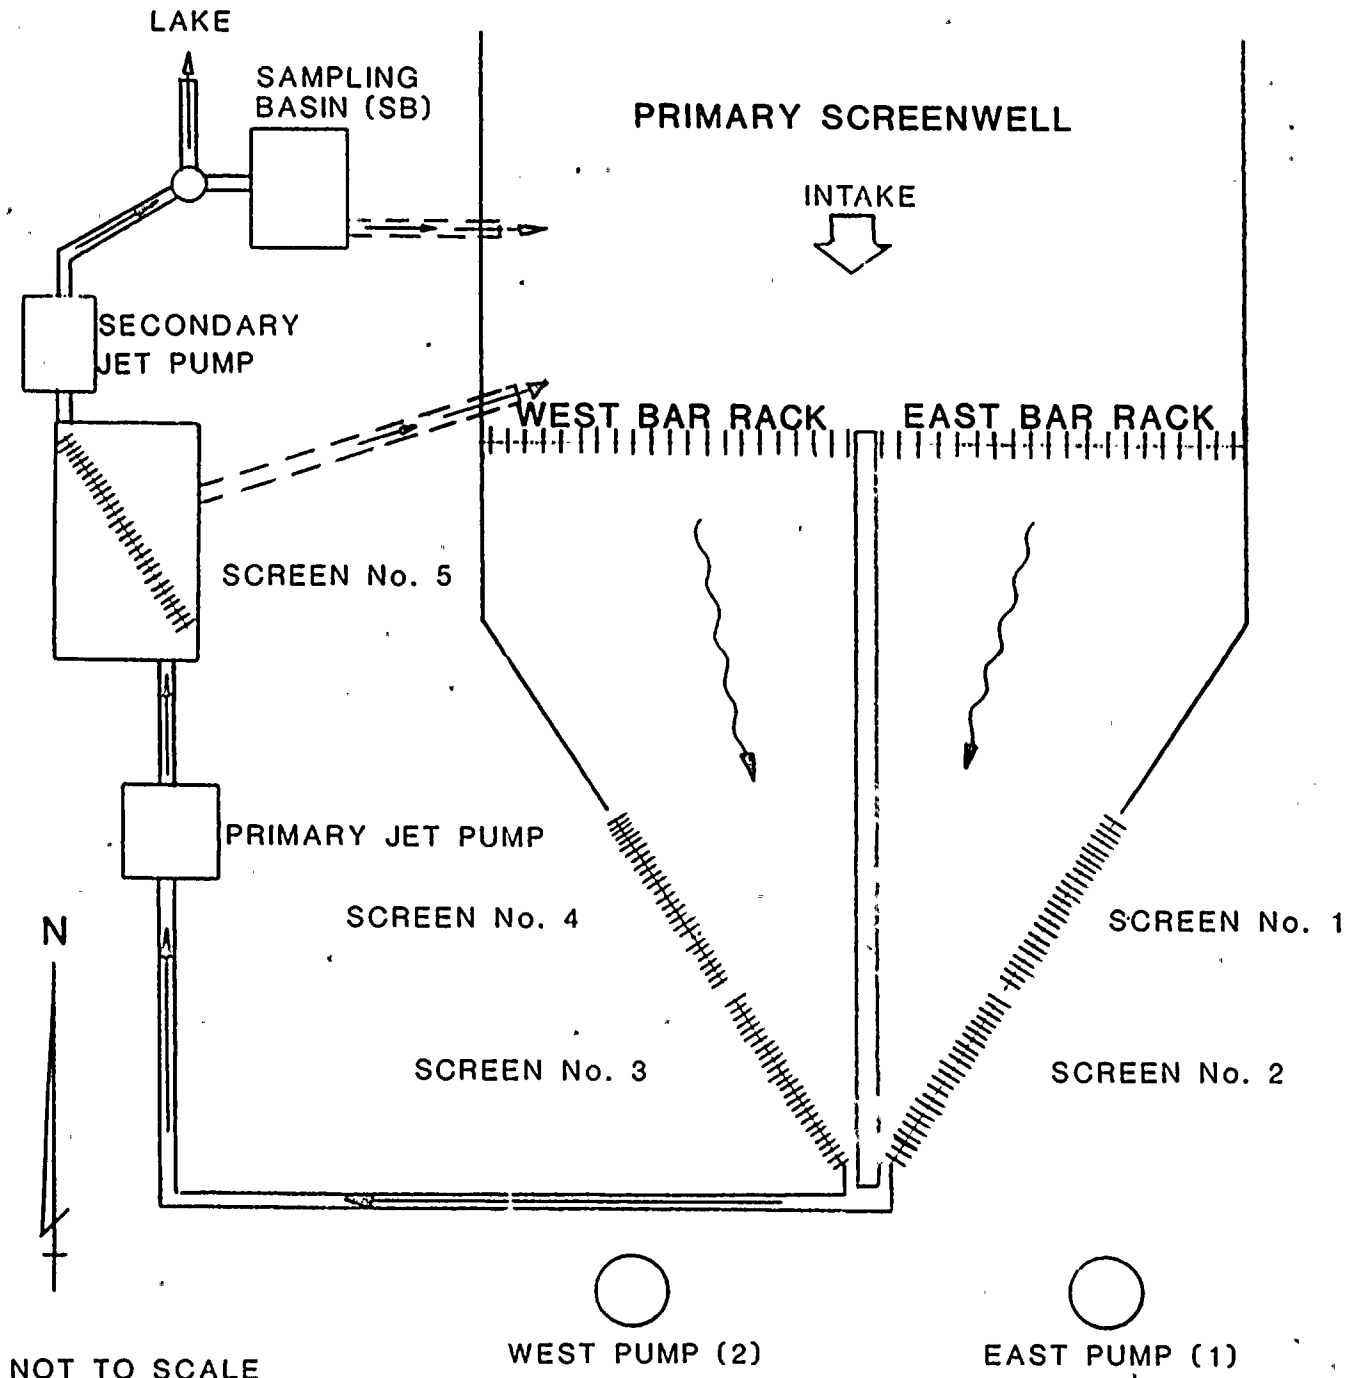 LAKE
SAMPLING
BASIN (SB)
PRIMARY SCREENWELL
INTAKE
SECONDARY
JET PUMP
WEST BAR RACK
EAST BAR RACK
SCREEN No. 5
PRIMARY JET PUMP
SCREEN No. 4
SCREEN No. 1
N
SCREEN No. 3
SCREEN No. 2
WEST PUMP (2)
EAST PUMP (1)
NOT TO SCALE